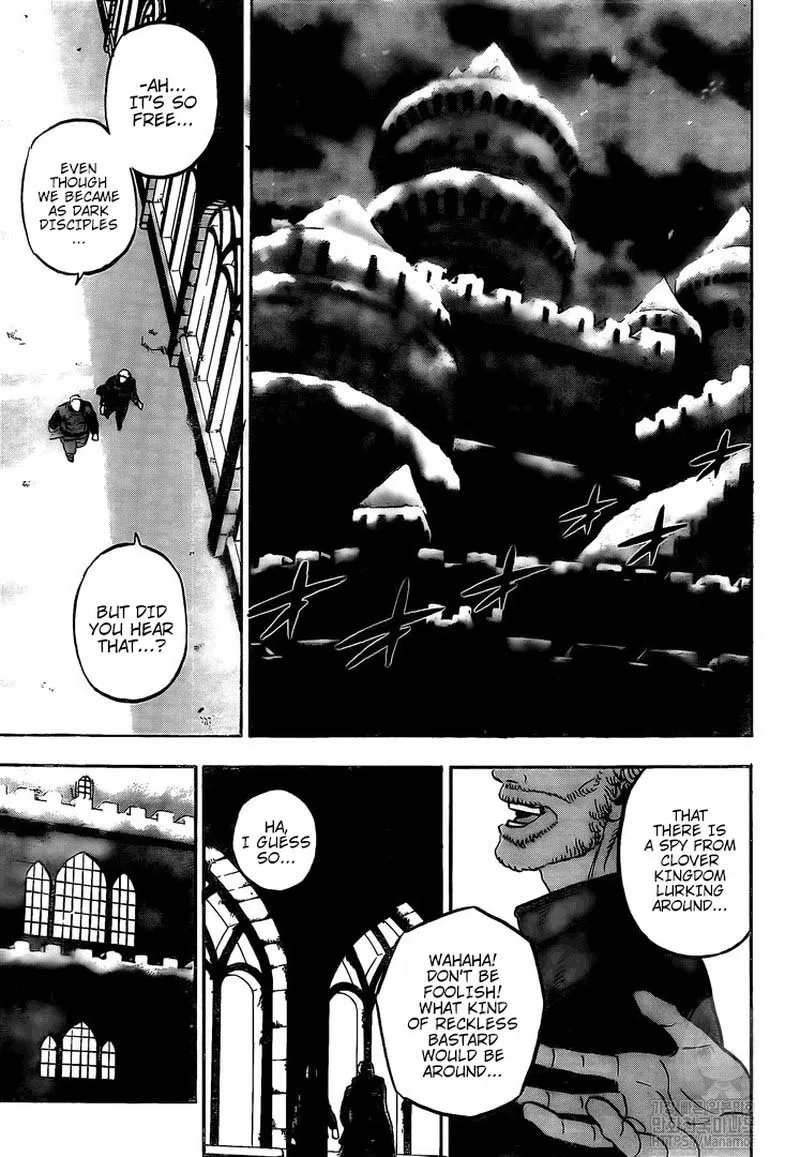 -AH...
IT'S SO
FREE...
EVEN
THOUGH
WE BECAME
AS DARK
DISCIPLES
...
BUT DID
YOU HEAR
THAT...?
THAT
THERE IS
A SPY FROM
CLOVER
KINGDOM
LURKING
AROUND...
WAHAHA!
DON'T BE
FOOLISH!
WHAT KIND
OF RECKLESS
BASTARD
WOULD BE
AROUND...
HA,
I GUESS
SO...